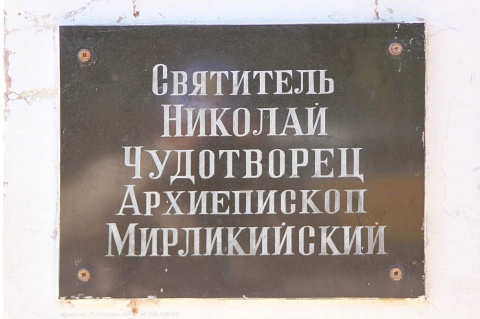 Святитель
Николай
Чудотворец
Архиепископ
Мирликийский